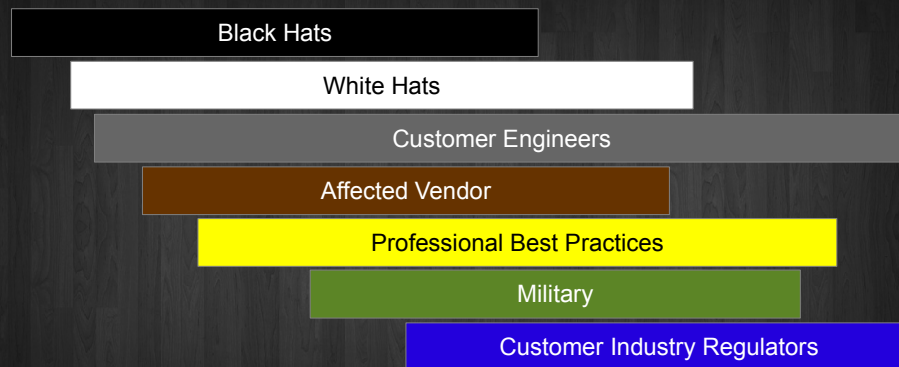 Black Hats
White Hats
Customer Engineers
Affected Vendor
Professional Best Practices
Military
Customer Industry Regulators